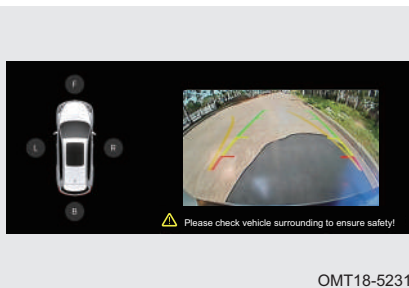 F
L
R
B
Please check vehicle surrounding to ensure safety!
OMT18-5231